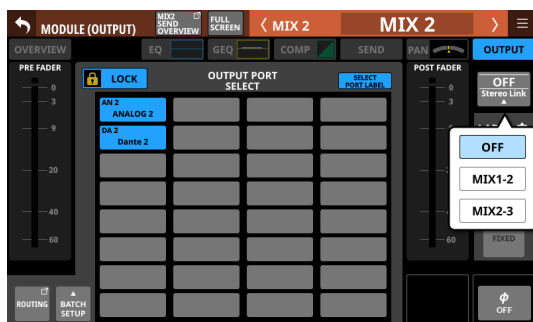 MODULE (OUTPUT)
MIX2
SEND
OVERVIEW
FULL
SCREEN
MIX 2
MIX 2
OVERVIEW
EQ
GEQ
COMP
SEND
PAN
OUTPUT
PRE FADER
LOCK
OUTPUT PORT
SELECT
SELECT
PORT LABEL
POST FADER
OFF
Stereo Link
0
3
9
20
40
60
AN 2
ANALOG 2
DA 2
Dante 2
0
3
60
OFF
MIX1-2
MIX2-3
FIXED
ROUTING
BATCH
SETUP
φ
OFF